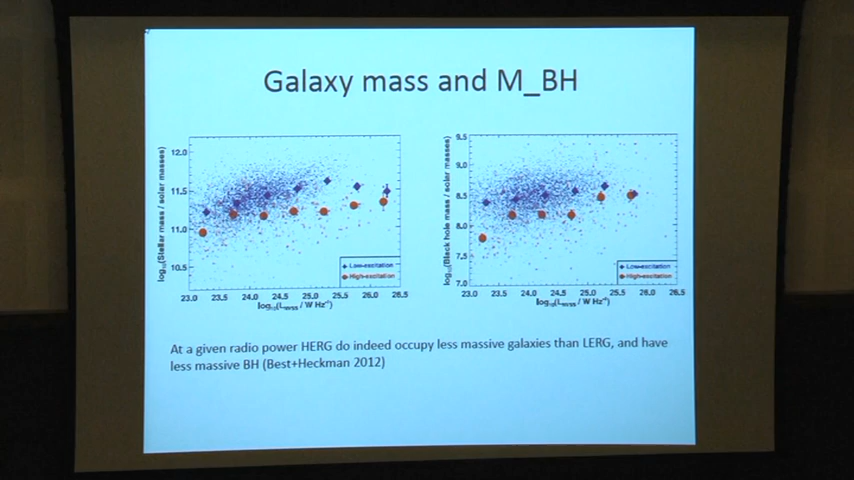 Galaxy mass and M_BH
log₁₀(Stellar mass / solar masses)
12.0
11.5
11.0
10.5
23.0 23.5 24.0 24.5 25.0 25.5 26.0 26.5
Low-excitation
High-excitation
log₁₀(Black hole mass / solar masses)
9.5
9.0
8.5
8.0
7.5
7.0
23.0 23.5 24.0 24.5 25.0 25.5 26.0 26.5
Low-excitation
High-excitation
At a given radio power HERG do indeed occupy less massive galaxies than LERG, and have
less massive BH (Best+Heckman 2012)